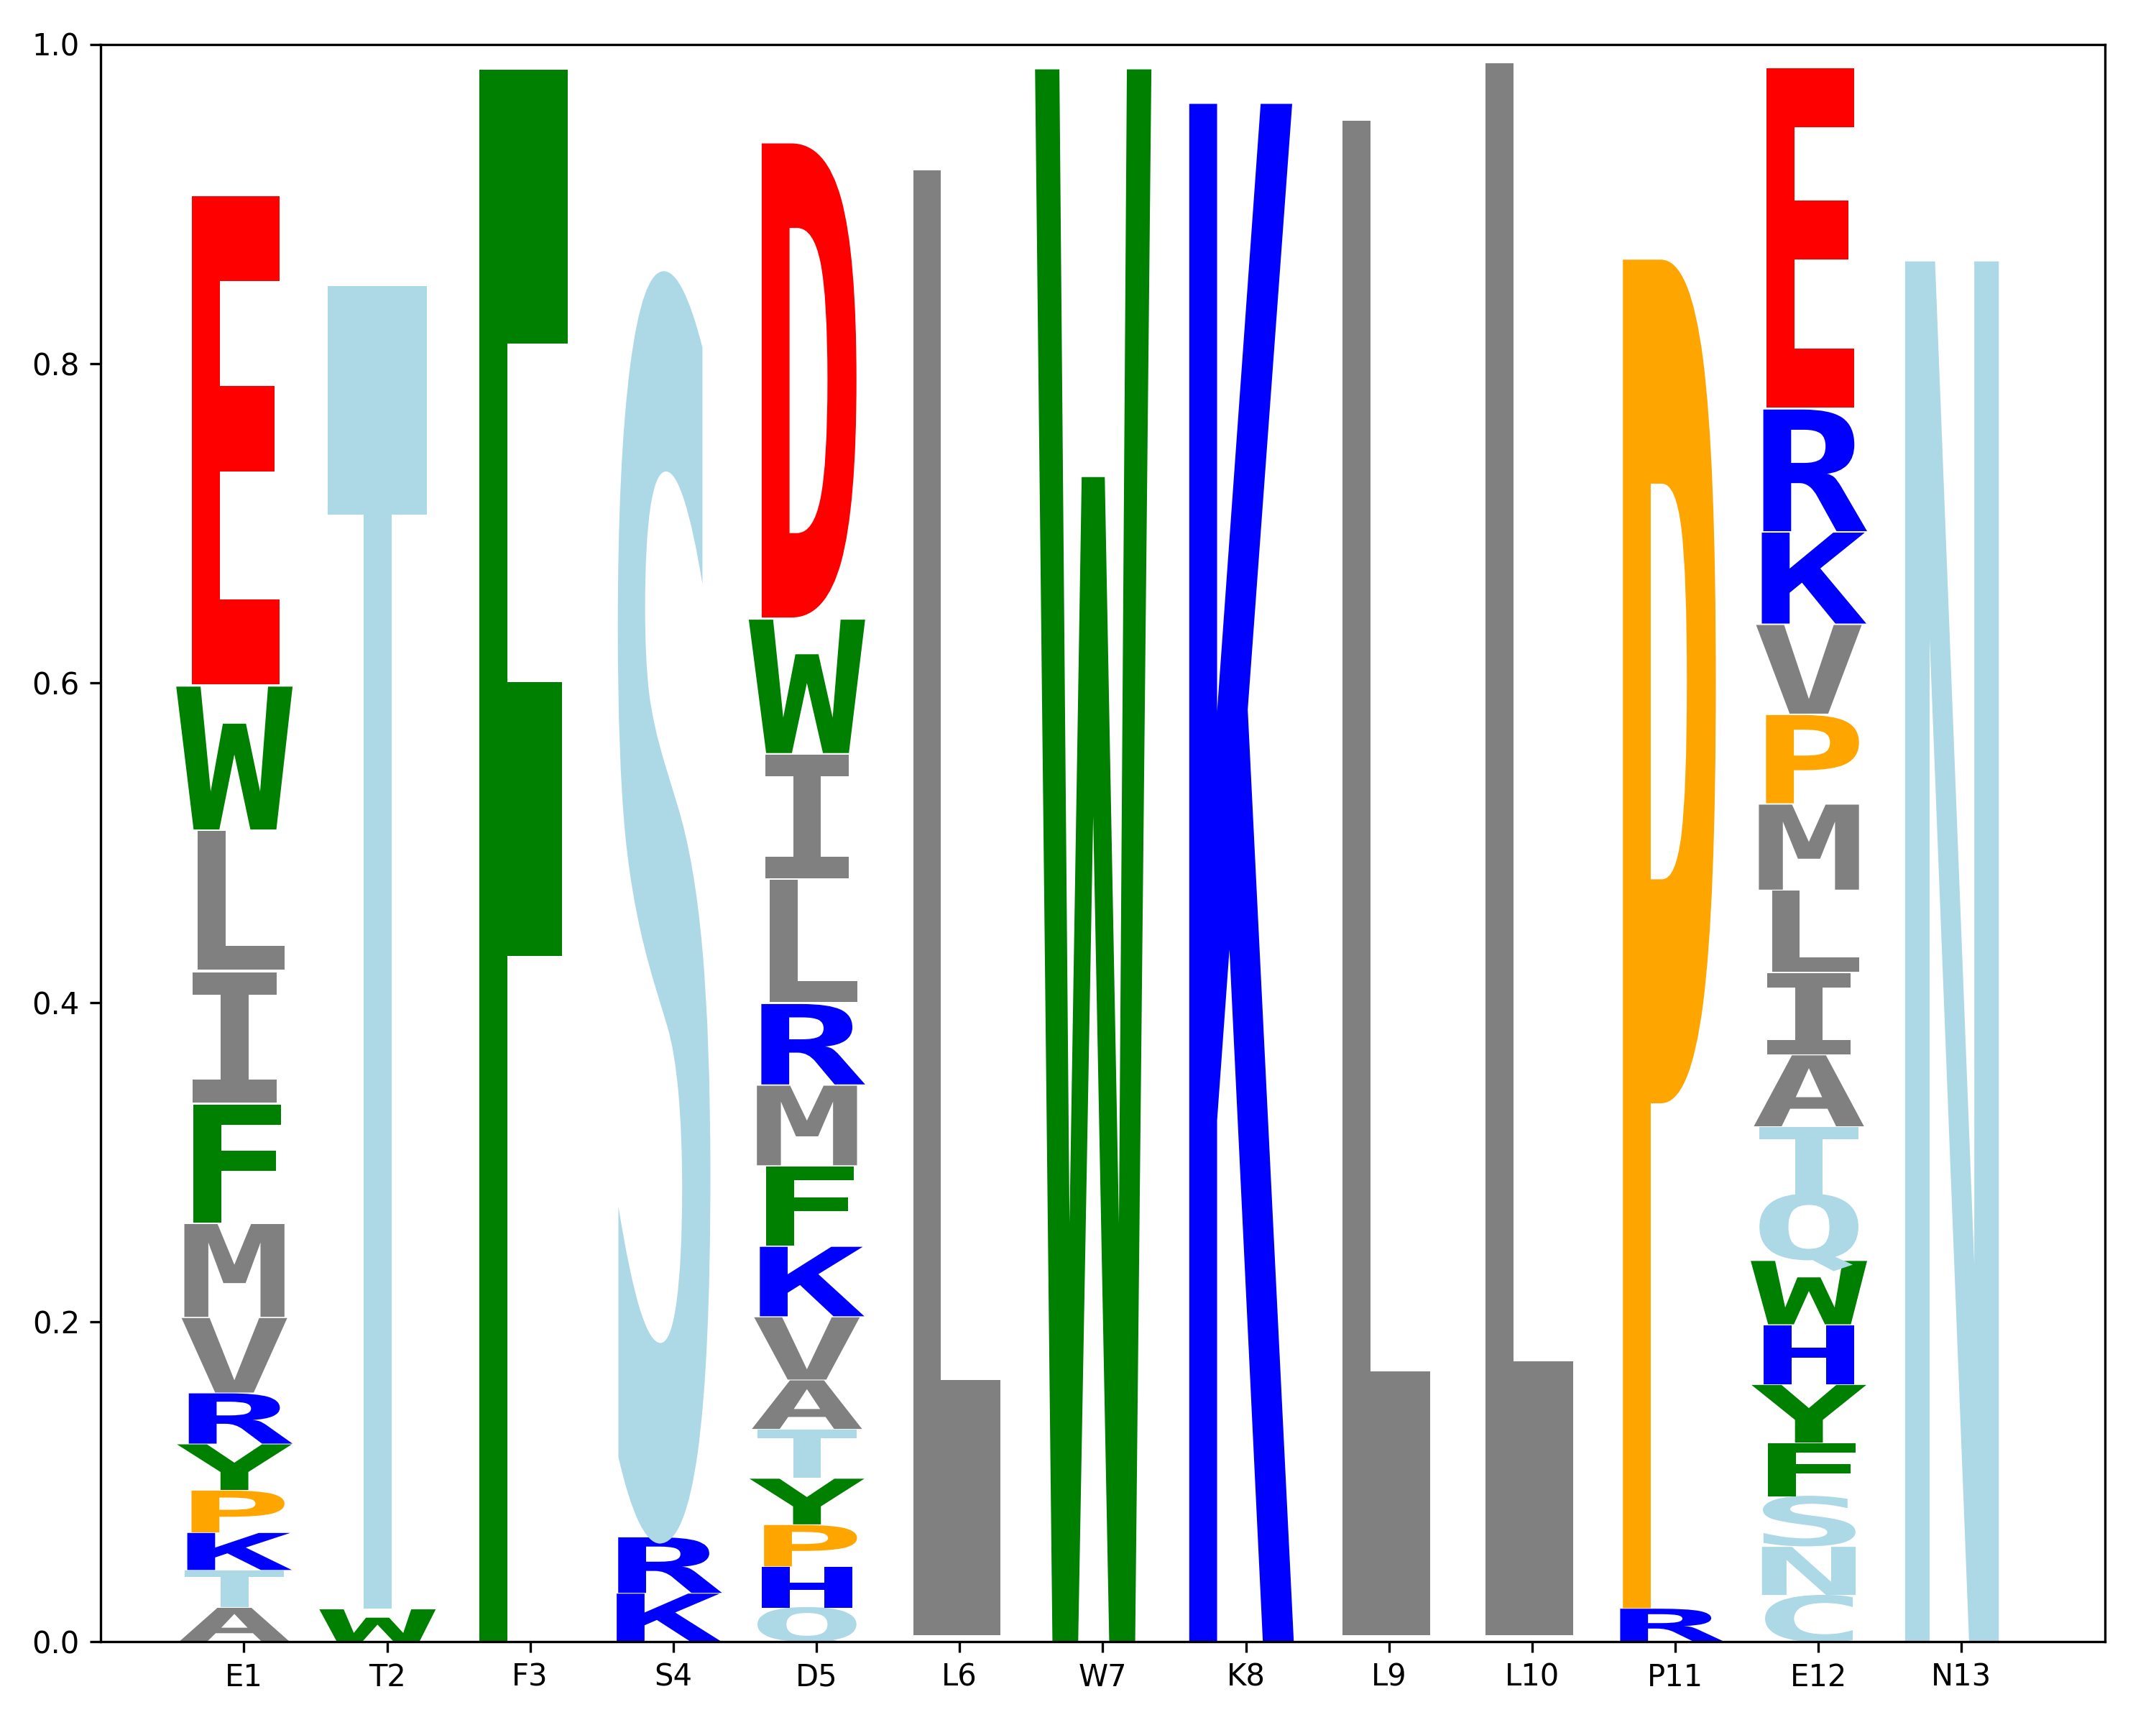 1.0
0.8
0.6
0.4
0.2
0.0
E W L I F M V R Y P K T A
T W
F
S R K
D W I L R M F K V A T Y P H Q
L
W
K
L
L
P R
E R K V P M L I A T Q W H Y F S N C
N
E1 T2 F3 S4 D5 L6 W7 K8 L9 L10 P11 E12 N13